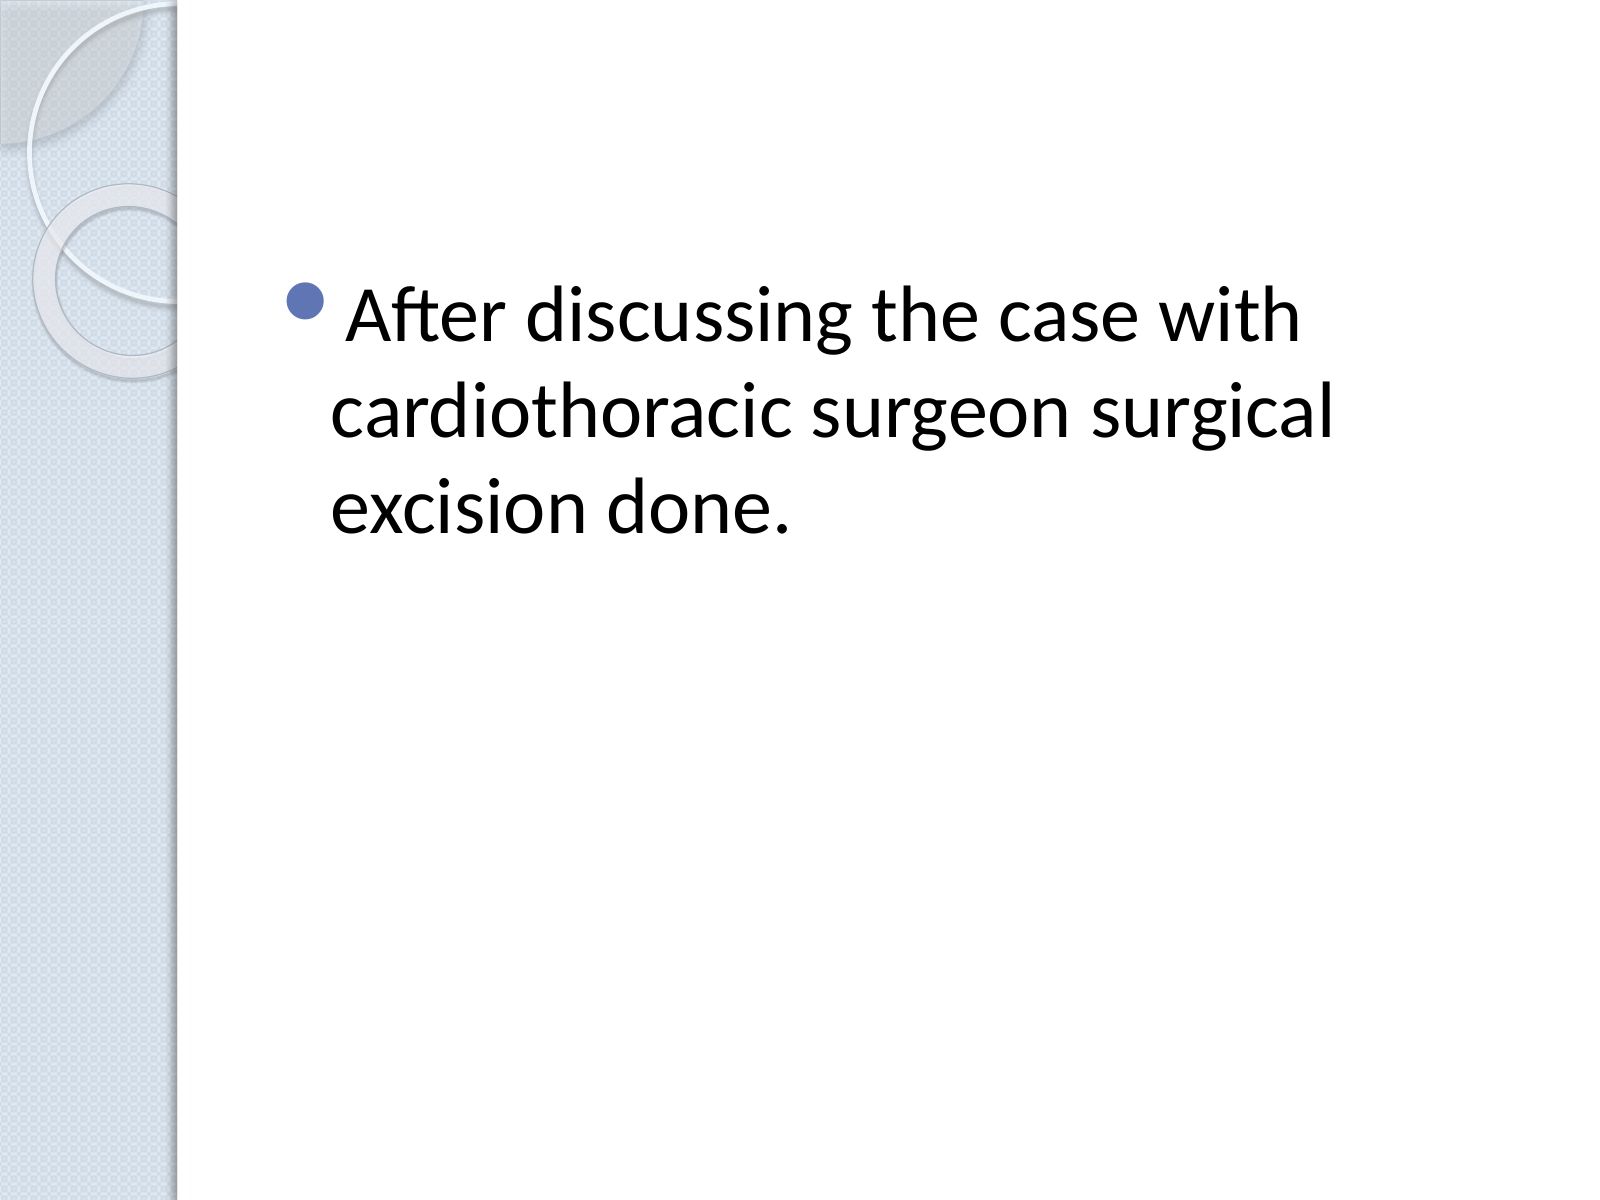 After discussing the case with
cardiothoracic surgeon surgical
excision done.